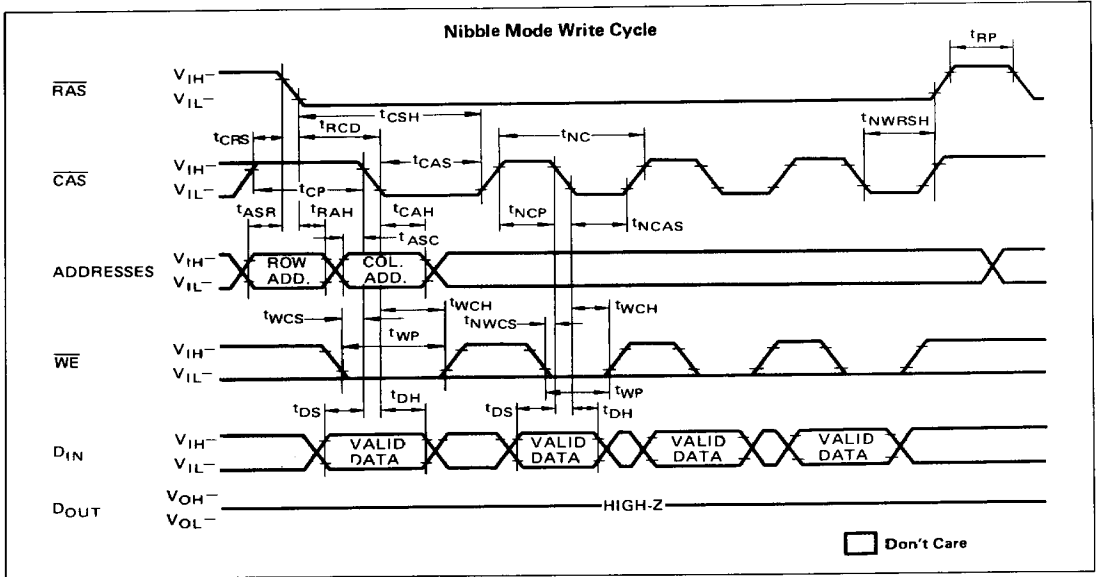 Nibble Mode Write Cycle
tRP
RAS
VIH–
VIL–
tCSH
tCRS
tRCD
tNC
tNWRSH
tCAS
CAS
VIH–
VIL–
tCP
tASR
tRAH
tCAH
tNCP
tNCAS
tASC
ADDRESSES
VIH–
VIL–
ROW
ADD.
COL.
ADD.
tWCH
tWCH
tWCS
tNWCS
tWP
WE
VIH–
VIL–
tWP
tDS
tDH
tDS
tDH
DIN
VIH–
VIL–
VALID
DATA
VALID
DATA
VALID
DATA
VALID
DATA
DOUT
VOH–
VOL–
HIGH-Z
Don't Care